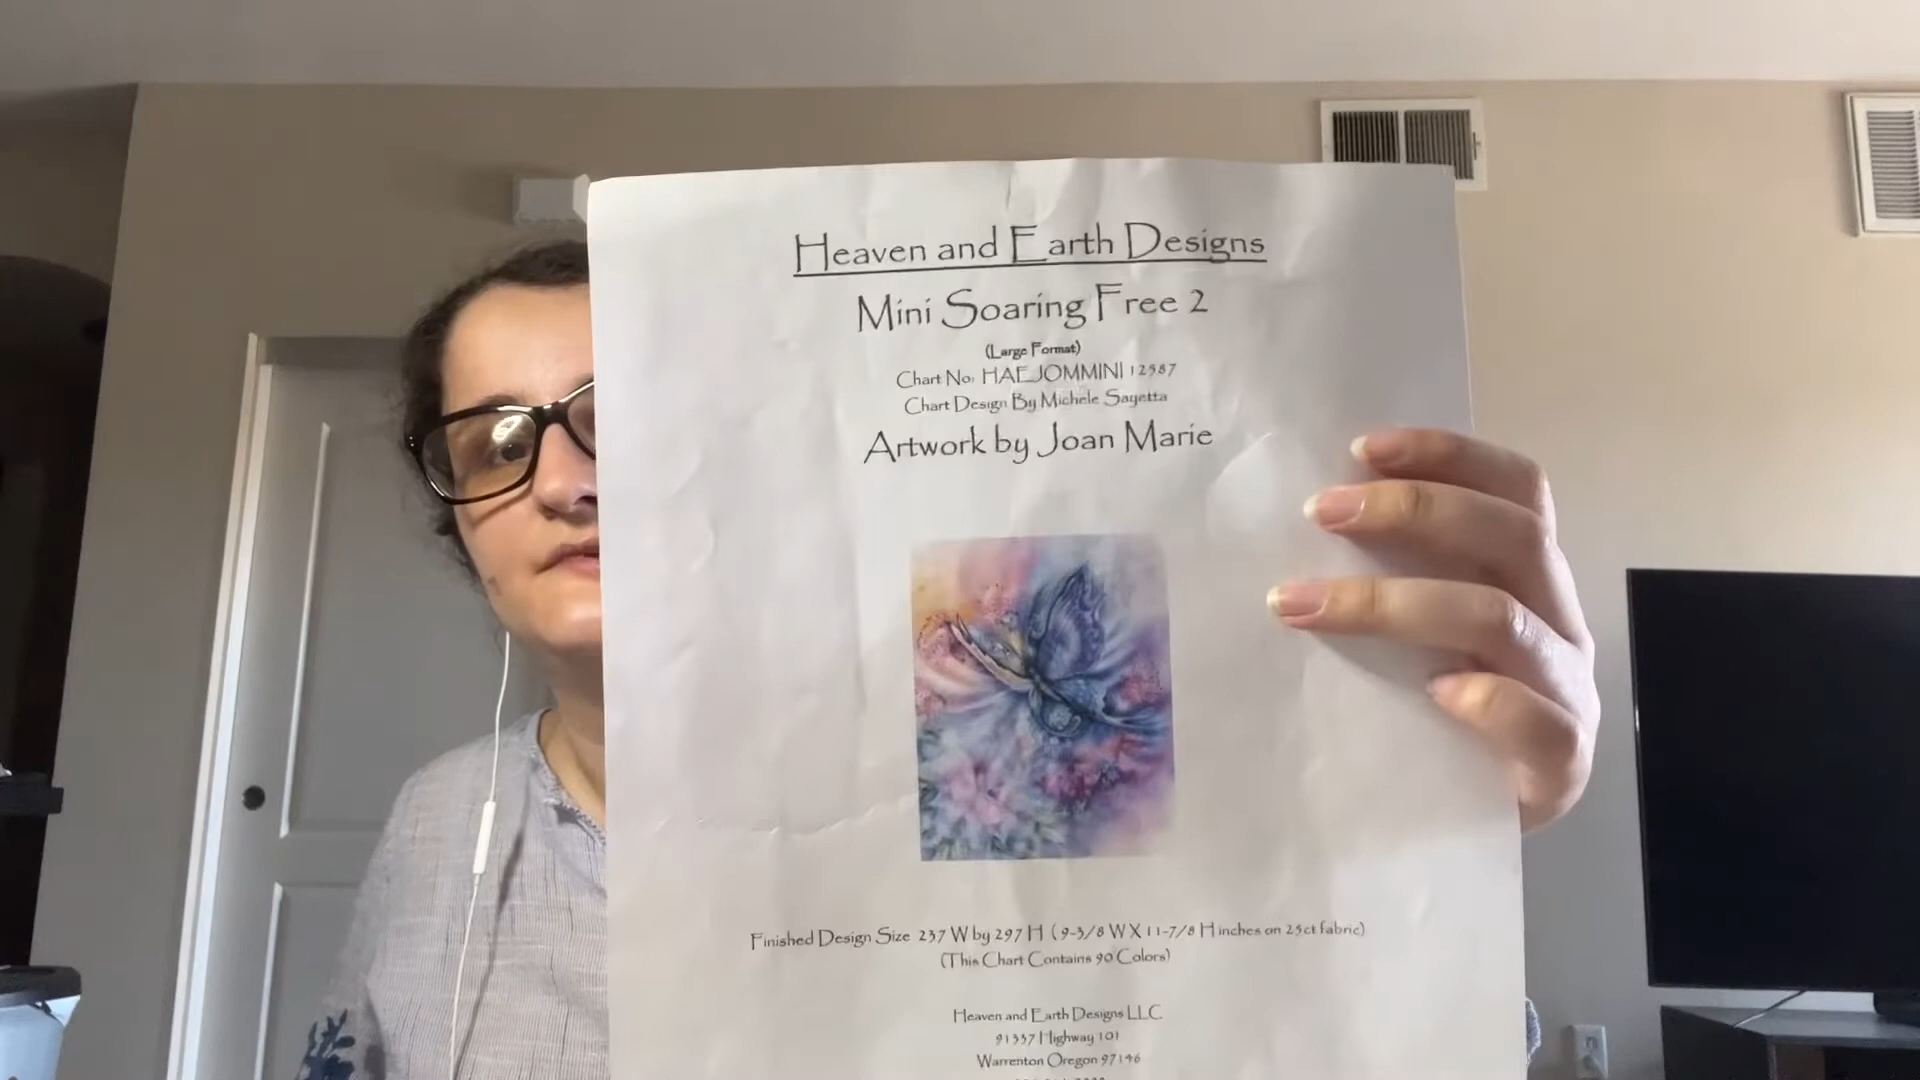 Heaven and Earth Designs
Mini Soaring Free 2
(Large Format)
Chart No: HAEJOMMINI 12587
Chart Design By Michele Sayetta
Artwork by Joan Marie
Finished Design Size 237 W by 297 H (9-3/8 W X 11-7/8 H inches on 25ct fabric)
(This Chart Contains 90 Colors)
Heaven and Earth Designs LLC
91357 Highway 101
Warrenton Oregon 97146